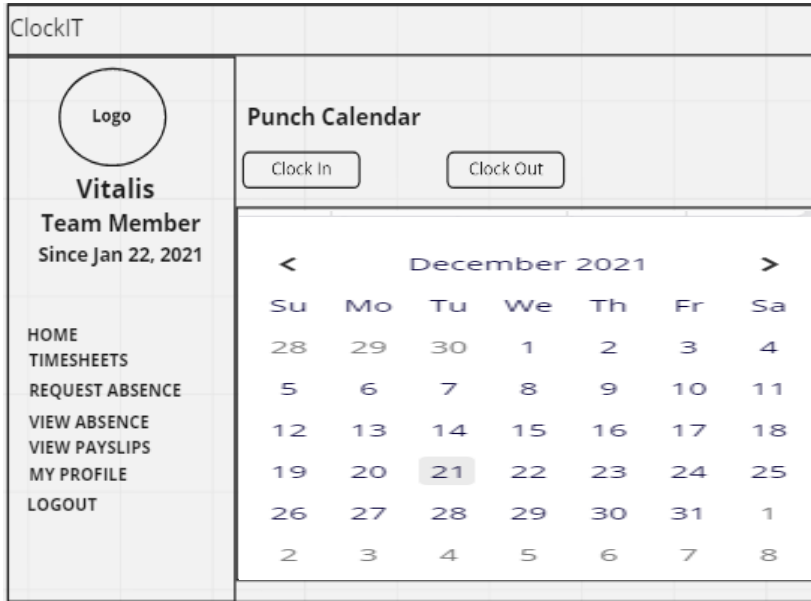 ClockIT
Logo
Vitalis
Team Member
Since Jan 22, 2021
HOME
TIMESHEETS
REQUEST ABSENCE
VIEW ABSENCE
VIEW PAYSLIPS
MY PROFILE
LOGOUT
Punch Calendar
Clock In Clock Out
< December 2021 >
Su Mo Tu We Th Fr Sa
28 29 30 1 2 3 4
5 6 7 8 9 10 11
12 13 14 15 16 17 18
19 20 21 22 23 24 25
26 27 28 29 30 31 1
2 3 4 5 6 7 8